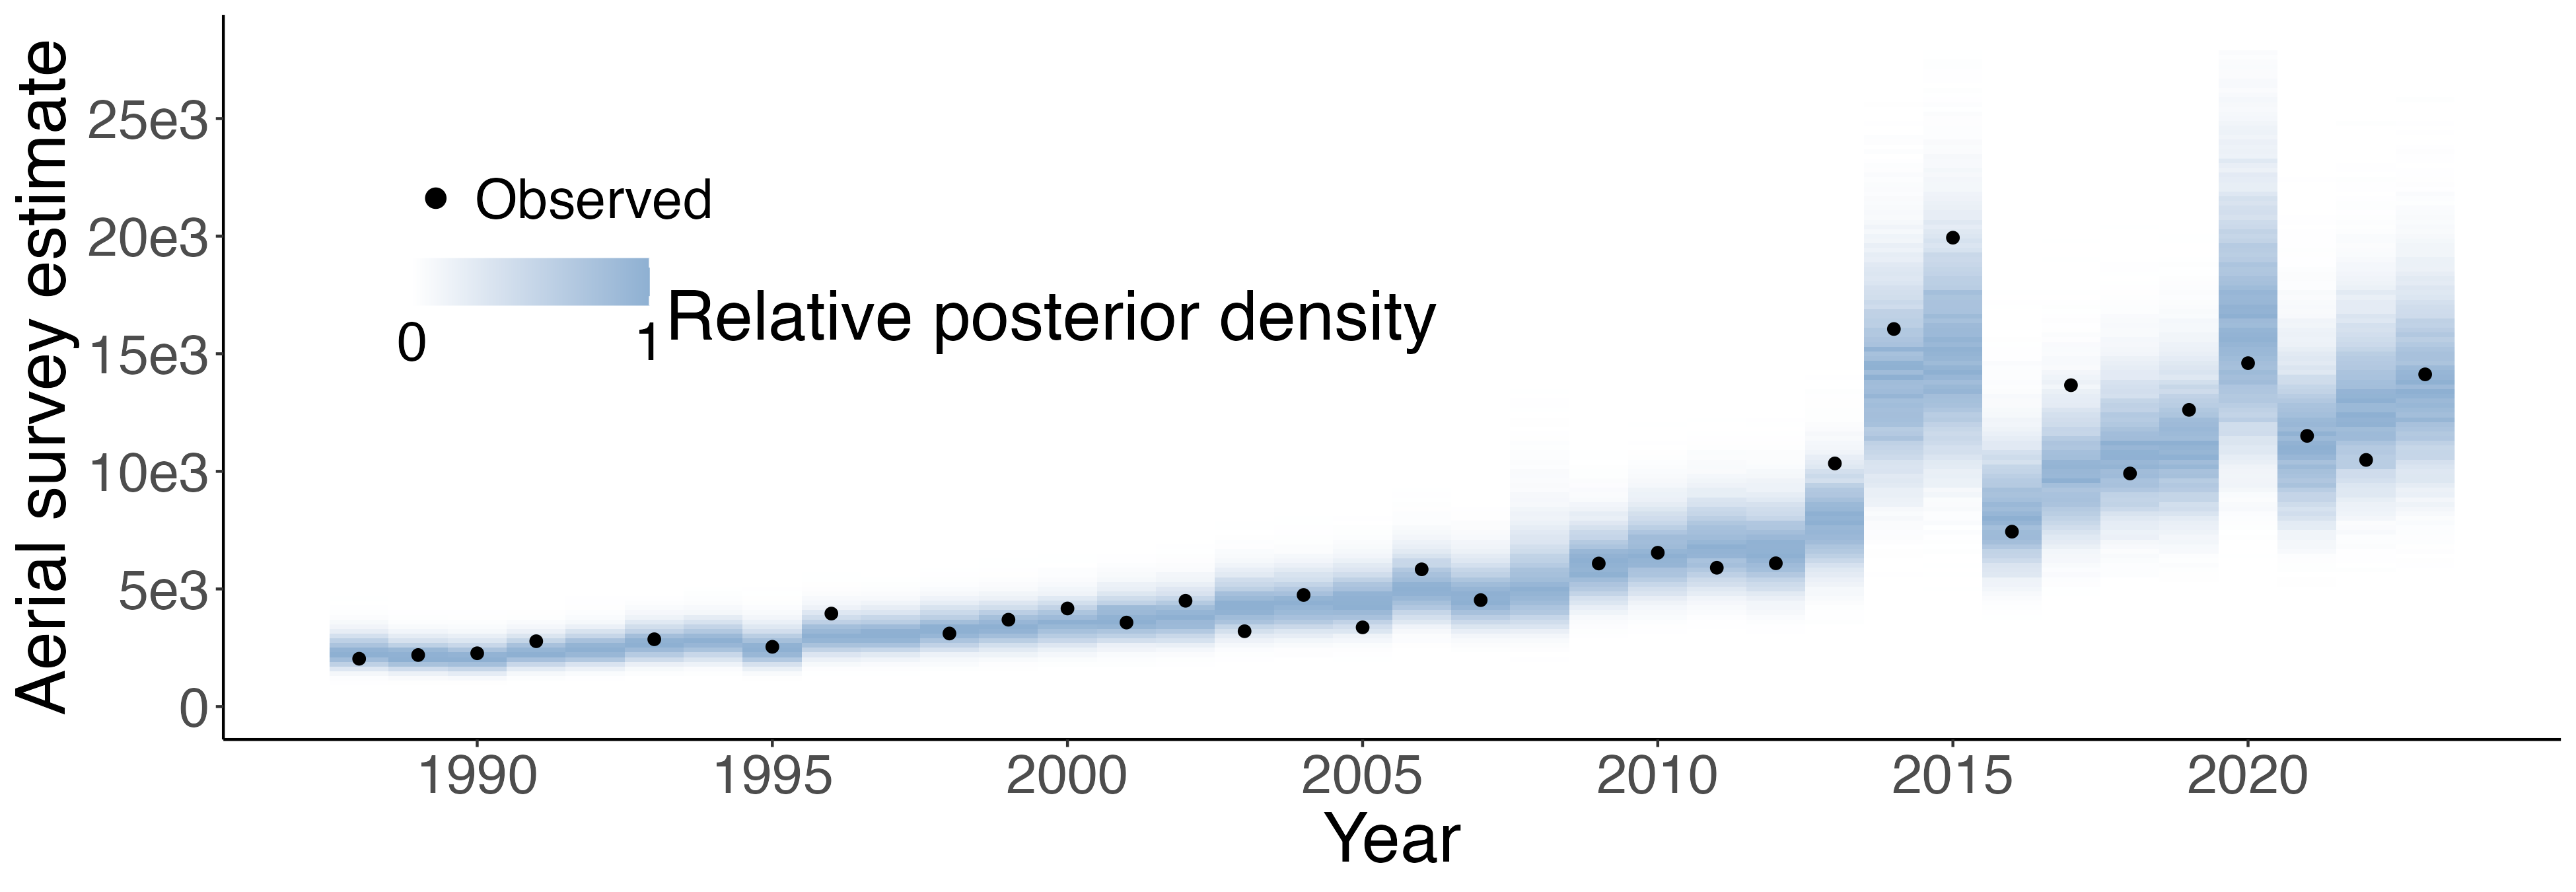 Aerial survey estimate
25e3
20e3
15e3
10e3
5e3
0
Observed
0 1
Relative posterior density
1990 1995 2000 2005 2010 2015 2020
Year